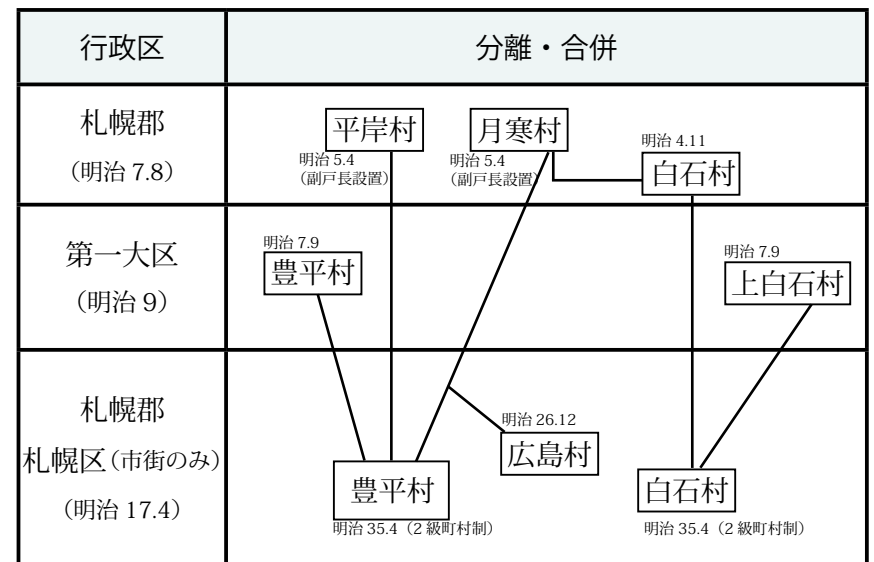 行政区
分離・合併
札幌郡
（明治 7.8）
平岸村
明治 5.4
（副戸長設置）
月寒村
明治 5.4
（副戸長設置）
明治 4.11
白石村
第一大区
（明治 9）
明治 7.9
豊平村
明治 7.9
上白石村
札幌郡
札幌区（市街のみ）
（明治 17.4）
明治 26.12
広島村
豊平村
明治 35.4（2 級町村制）
白石村
明治 35.4（2 級町村制）